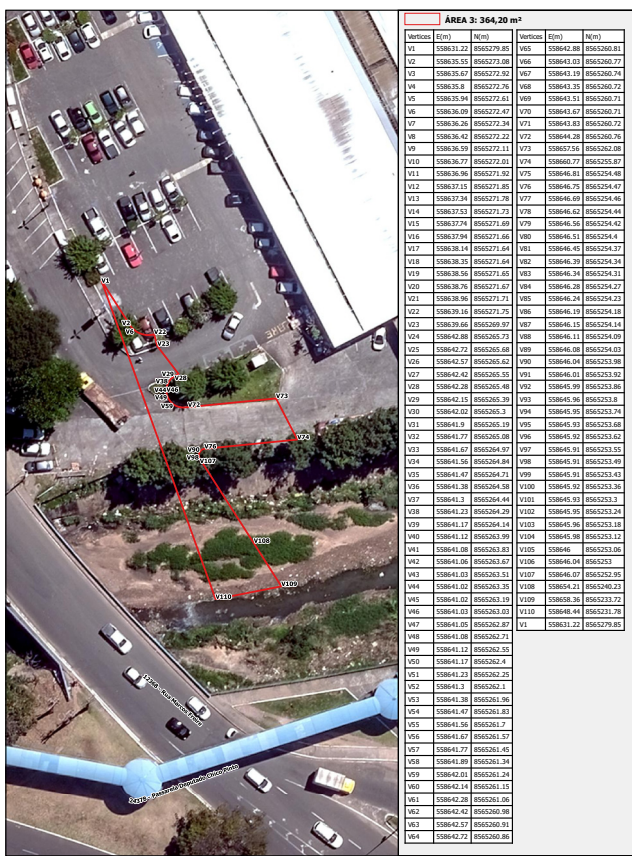 ÁREA 3: 364,20 m²
Vertices E(m) N(m) Vertices E(m) N(m)
V1 558631.22 8565279.85 V65 558642.88 8565260.81
V2 558635.55 8565273.08 V66 558643.03 8565260.77
V3 558635.67 8565272.92 V67 558643.19 8565260.74
V4 558635.8 8565272.76 V68 558643.35 8565260.72
V5 558635.94 8565272.61 V69 558643.51 8565260.71
V6 558636.09 8565272.47 V70 558643.67 8565260.71
V7 558636.26 8565272.34 V71 558643.83 8565260.72
V8 558636.42 8565272.22 V72 558644.28 8565260.76
V9 558636.59 8565272.11 V73 558657.56 8565262.08
V10 558636.77 8565272.01 V74 558660.77 8565255.87
V11 558636.96 8565271.92 V75 558646.81 8565254.48
V12 558637.15 8565271.85 V76 558646.75 8565254.47
V13 558637.34 8565271.78 V77 558646.69 8565254.46
V14 558637.53 8565271.73 V78 558646.62 8565254.44
V15 558637.74 8565271.69 V79 558646.56 8565254.42
V16 558637.94 8565271.66 V80 558646.51 8565254.4
V17 558638.14 8565271.64 V81 558646.45 8565254.37
V18 558638.35 8565271.64 V82 558646.39 8565254.34
V19 558638.56 8565271.65 V83 558646.34 8565254.31
V20 558638.76 8565271.67 V84 558646.28 8565254.27
V21 558638.96 8565271.71 V85 558646.24 8565254.23
V22 558639.16 8565271.75 V86 558646.19 8565254.18
V23 558639.66 8565269.97 V87 558646.15 8565254.14
V24 558642.88 8565265.73 V88 558646.11 8565254.09
V25 558642.72 8565265.68 V89 558646.08 8565254.03
V26 558642.57 8565265.62 V90 558646.04 8565253.98
V27 558642.42 8565265.55 V91 558646.01 8565253.92
V28 558642.28 8565265.48 V92 558645.99 8565253.86
V29 558642.15 8565265.39 V93 558645.96 8565253.8
V30 558642.02 8565265.3 V94 558645.95 8565253.74
V31 558641.9 8565265.19 V95 558645.93 8565253.68
V32 558641.77 8565265.08 V96 558645.92 8565253.62
V33 558641.67 8565264.97 V97 558645.91 8565253.55
V34 558641.56 8565264.84 V98 558645.91 8565253.49
V35 558641.47 8565264.71 V99 558645.91 8565253.43
V36 558641.38 8565264.58 V100 558645.92 8565253.36
V37 558641.3 8565264.44 V101 558645.93 8565253.3
V38 558641.23 8565264.29 V102 558645.95 8565253.24
V39 558641.17 8565264.14 V103 558645.96 8565253.18
V40 558641.12 8565263.99 V104 558645.98 8565253.12
V41 558641.08 8565263.83 V105 558646 8565253.06
V42 558641.06 8565263.67 V106 558646.04 8565253
V43 558641.03 8565263.51 V107 558646.07 8565252.95
V44 558641.02 8565263.35 V108 558654.21 8565240.23
V45 558641.02 8565263.19 V109 558658.36 8565233.72
V46 558641.03 8565263.03 V110 558648.44 8565231.78
V47 558641.05 8565262.87 V1 558631.22 8565279.85
V48 558641.08 8565262.71
V49 558641.12 8565262.55
V50 558641.17 8565262.4
V51 558641.23 8565262.25
V52 558641.3 8565262.1
V53 558641.38 8565261.96
V54 558641.47 8565261.83
V55 558641.56 8565261.7
V56 558641.67 8565261.57
V57 558641.77 8565261.45
V58 558641.89 8565261.34
V59 558642.01 8565261.24
V60 558642.14 8565261.15
V61 558642.28 8565261.06
V62 558642.42 8565260.98
V63 558642.57 8565260.91
V64 558642.72 8565260.86
V1
V2
V6 V22
V23
V25 V28
V38
V44 V46
V49
V59 V72
V73
V74
V90 V76
V98
V107
V108
V109
V110
Rua Marcos Freire
24378 - Passarela Deputado Chico Pinto